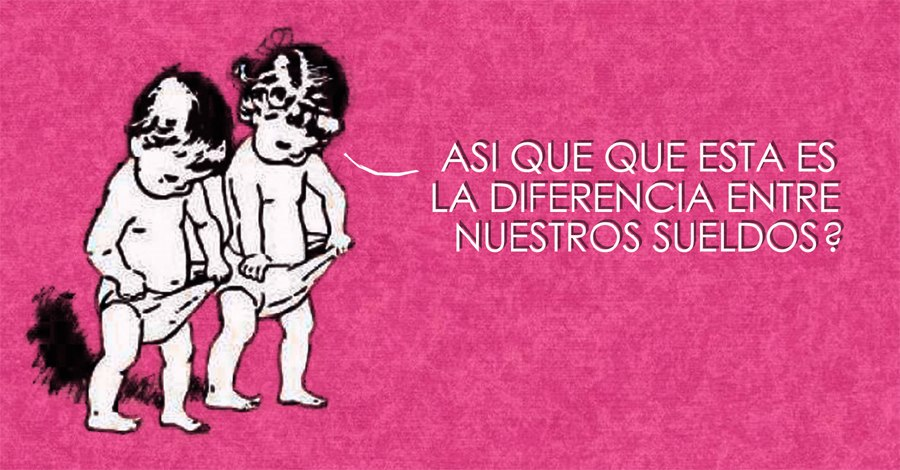 ASI QUE QUE ESTA ES
LA DIFERENCIA ENTRE
NUESTROS SUELDOS?